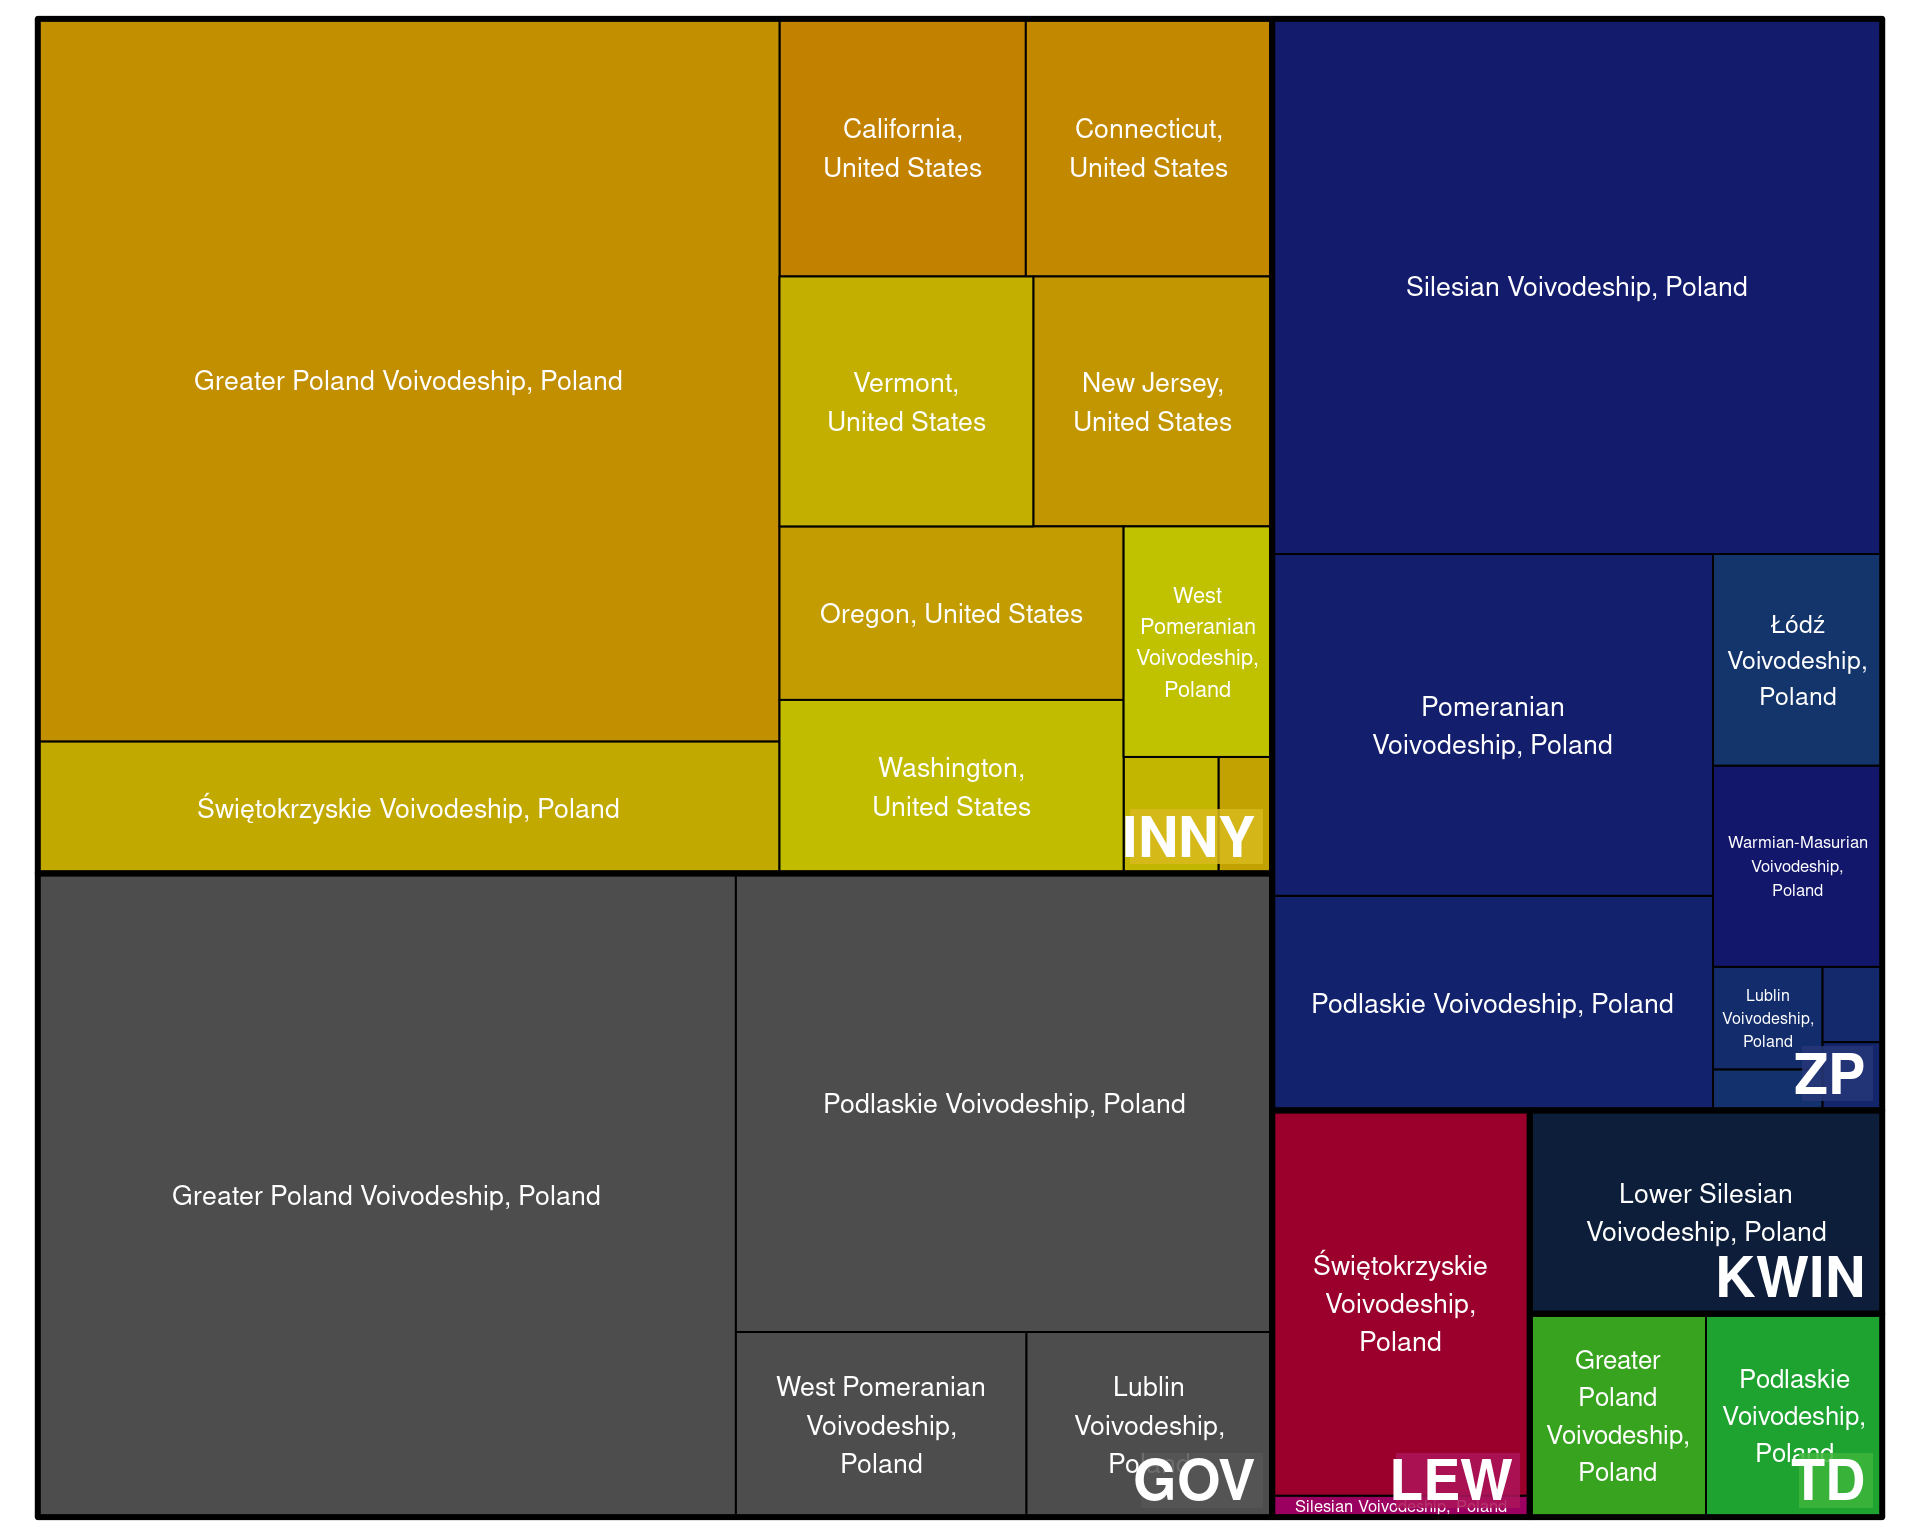 Greater Poland Voivodeship, Poland
Świętokrzyskie Voivodeship, Poland
California,
United States
Connecticut,
United States
Vermont,
United States
New Jersey,
United States
Oregon, United States
West
Pomeranian
Voivodeship,
Poland
Washington,
United States
INNY
Greater Poland Voivodeship, Poland
Podlaskie Voivodeship, Poland
West Pomeranian
Voivodeship,
Poland
Lublin
Voivodeship,
Poland
GOV
Silesian Voivodeship, Poland
Pomeranian
Voivodeship, Poland
Łódź
Voivodeship,
Poland
Warmian-Masurian
Voivodeship,
Poland
Podlaskie Voivodeship, Poland
Lublin
Voivodeship,
Poland
ZP
Świętokrzyskie
Voivodeship,
Poland
Silesian Voivodeship, Poland
LEW
Lower Silesian
Voivodeship, Poland
KWIN
Greater
Poland
Voivodeship,
Poland
Podlaskie
Voivodeship,
Poland
TD